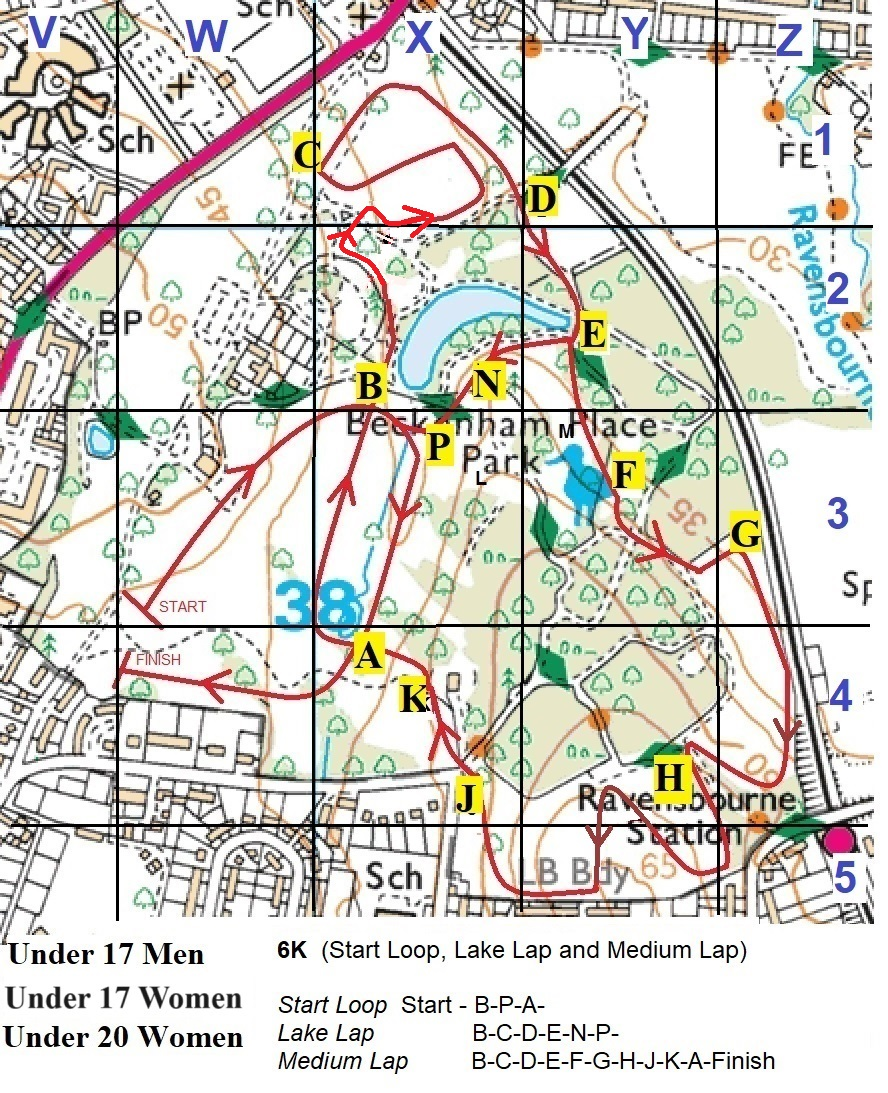 Sch
V W X Y Z
Sch
C
1
FE
45
D
Ravensbourne
30
2
BP
50
E
B
N
Beckenham Place
P
M
Park
L
F
35
G
3
START
38
Sp
FINISH
A
K
4
H
60
J
Ravensbourne
Station
Sch
LB Bdy
65
5
Under 17 Men
6K (Start Loop, Lake Lap and Medium Lap)
Under 17 Women
Start Loop Start - B-P-A-
Under 20 Women
Lake Lap B-C-D-E-N-P-
Medium Lap B-C-D-E-F-G-H-J-K-A-Finish